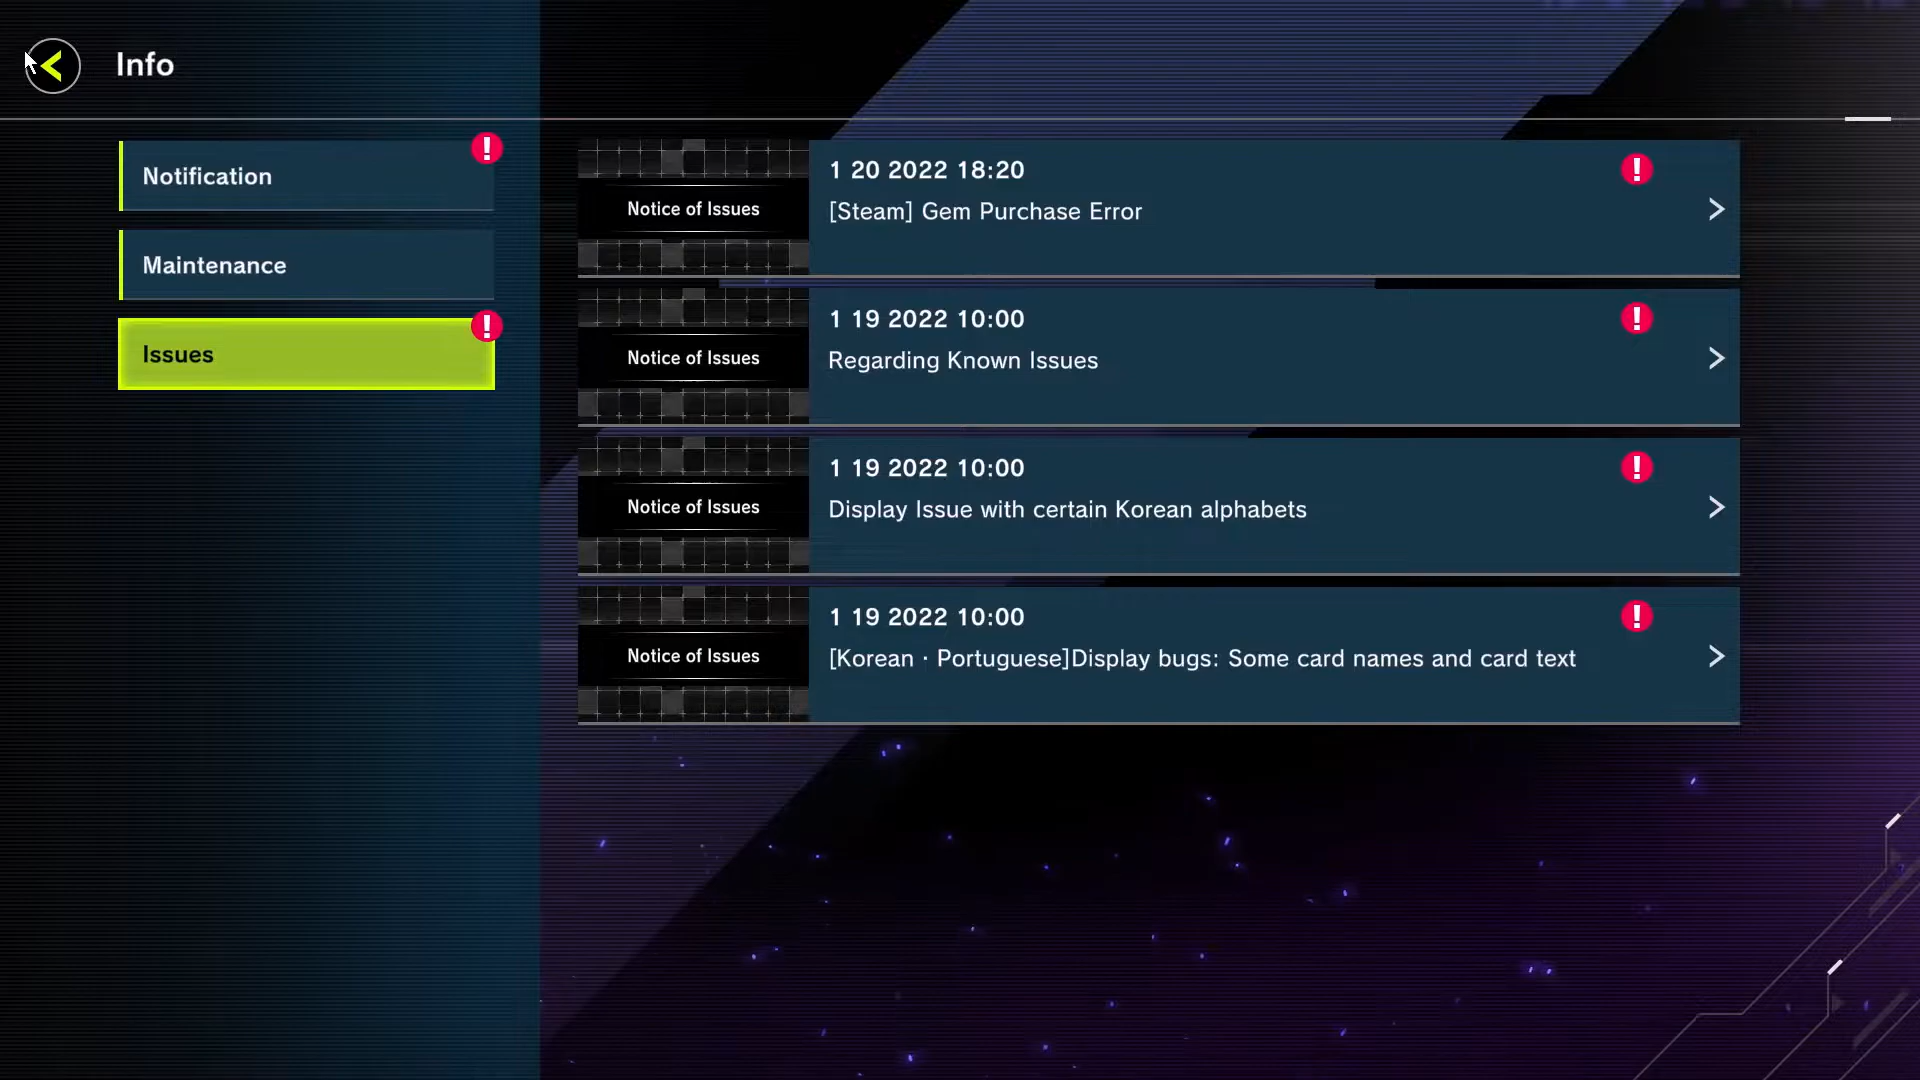 Info
Notification
Maintenance
Issues
Notice of Issues
1 20 2022 18:20
[Steam] Gem Purchase Error
Notice of Issues
1 19 2022 10:00
Regarding Known Issues
Notice of Issues
1 19 2022 10:00
Display Issue with certain Korean alphabets
Notice of Issues
1 19 2022 10:00
[Korean · Portuguese]Display bugs: Some card names and card text